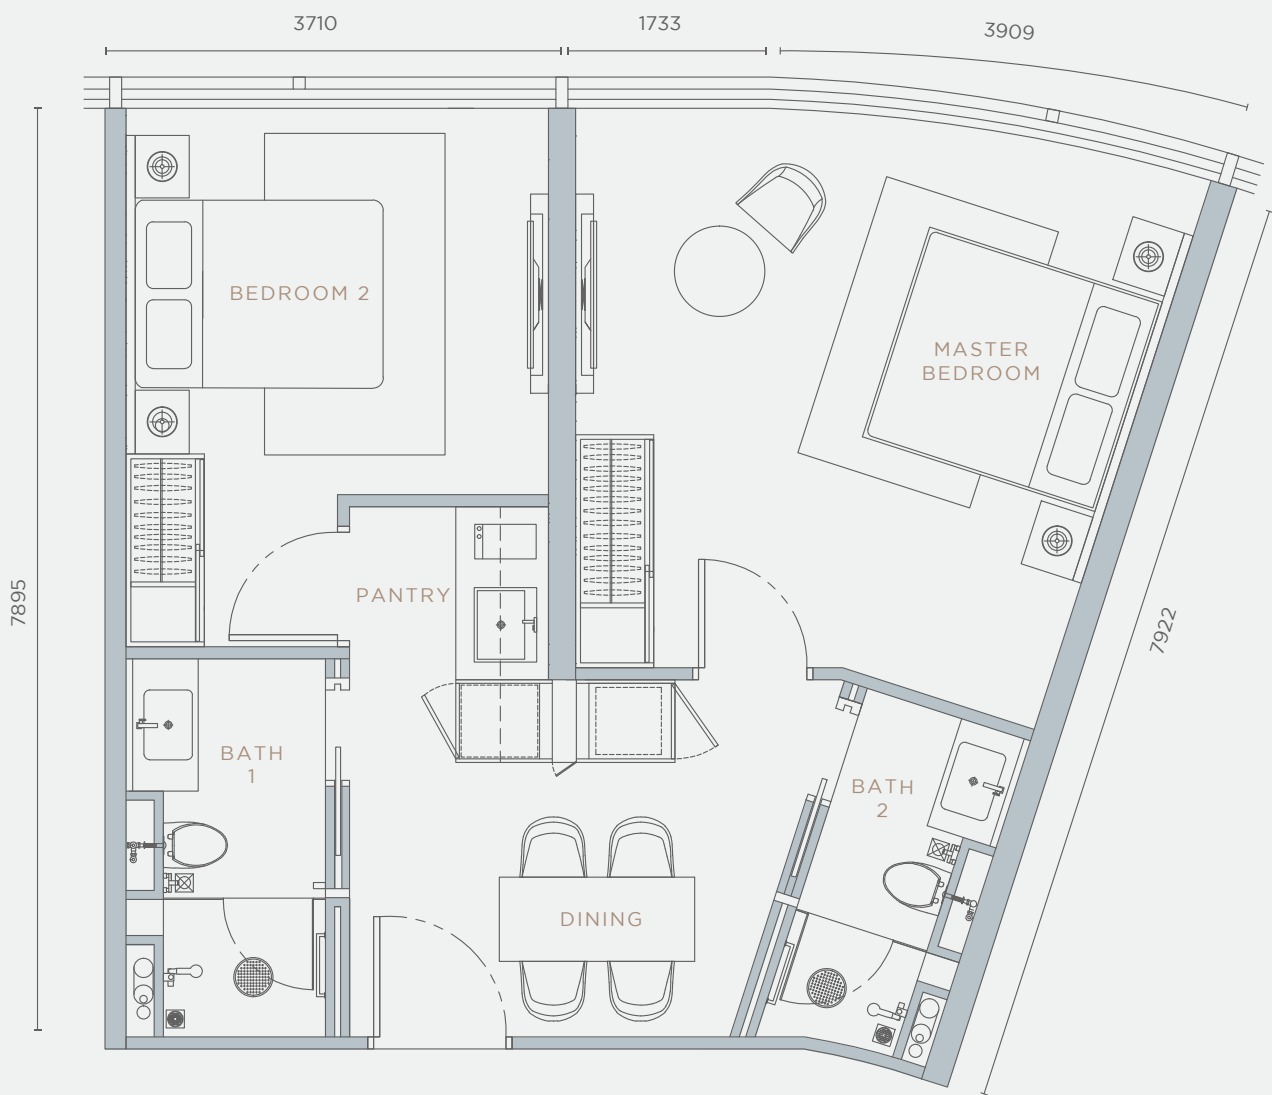 3710
1733
3909
BEDROOM 2
MASTER
BEDROOM
7895
PANTRY
7922
BATH
1
BATH
2
DINING